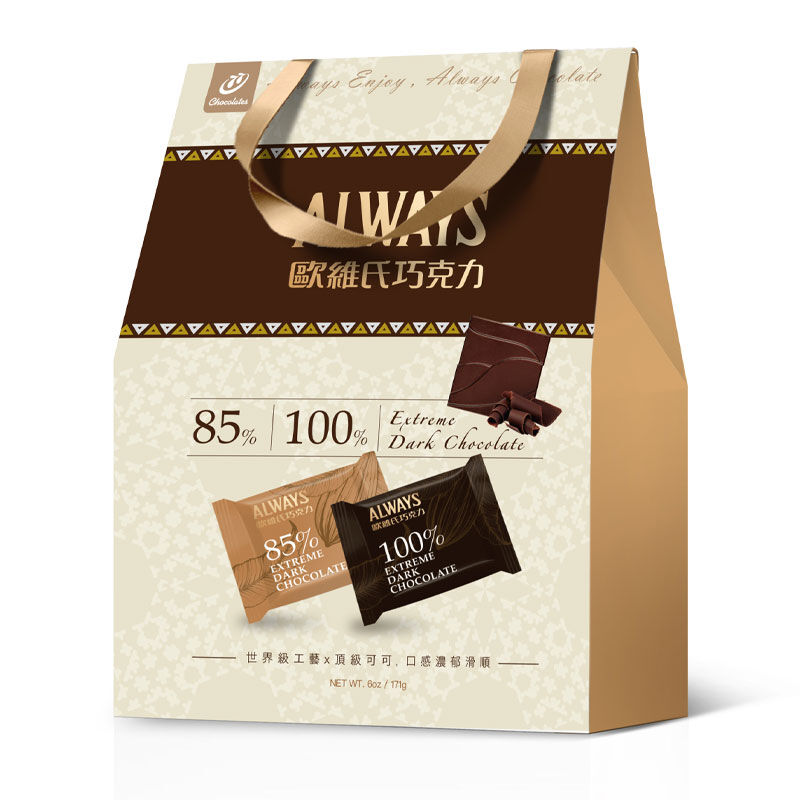 77
Chocolates
Always Enjoy, Always Chocolate
ALWAYS
歐維氏巧克力
85%
100%
Extreme
Dark Chocolate
ALWAYS
歐維氏巧克力
85%
EXTREME
DARK
CHOCOLATE
ALWAYS
歐維氏巧克力
100%
EXTREME
DARK
CHOCOLATE
世界級工藝x頂級可可，口感濃郁滑順
NET WT. 6oz / 171g